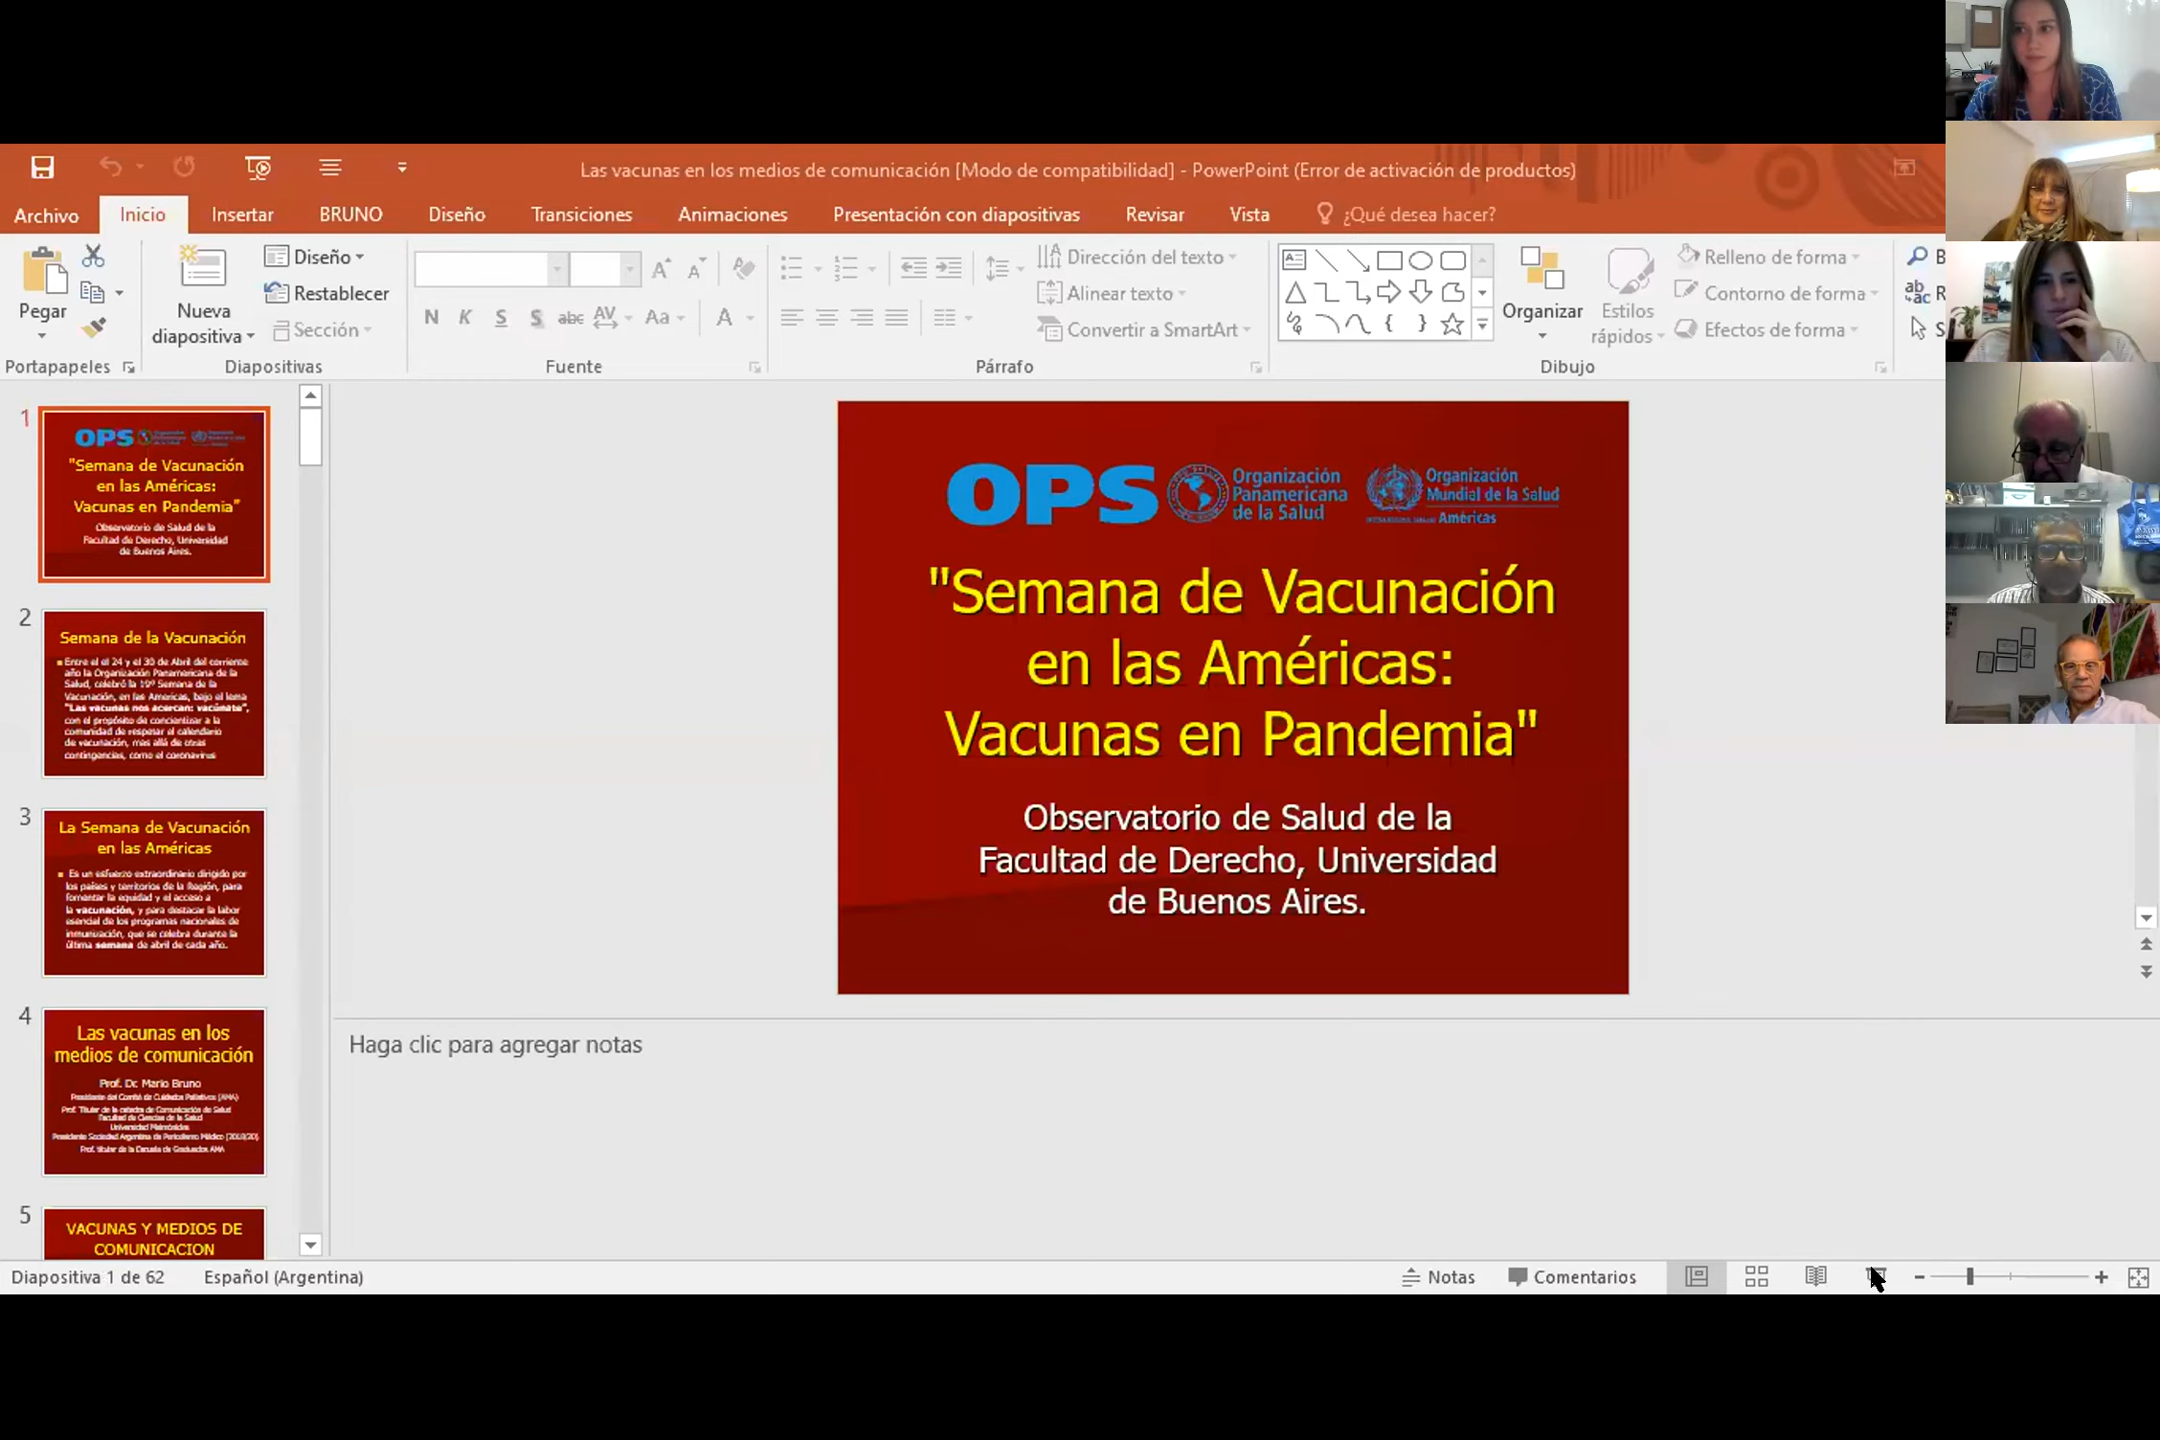 Las vacunas en los medios de comunicación [Modo de compatibilidad] - PowerPoint (Error de activación de productos)
Archivo Inicio Insertar BRUNO Diseño Transiciones Animaciones Presentación con diapositivas Revisar Vista ¿Qué desea hacer?
Pegar
Portapapeles
Nueva
diapositiva
Diseño
Restablecer
Sección
Diapositivas
N K S S abc AV Aa A
Fuente
Dirección del texto
Alinear texto
Convertir a SmartArt
Párrafo
Organizar
Estilos
rápidos
Relleno de forma
Contorno de forma
Efectos de forma
Dibujo
1
OPS
"Semana de Vacunación
en las Américas:
Vacunas en Pandemia"
Observatorio de Salud de la
Facultad de Derecho, Universidad
de Buenos Aires.
2
Semana de la Vacunación
Entre el el 24 y el 30 de Abril del corriente
año la Organización Panamericana de la
Salud, celebró la 19º Semana de la
Vacunación, en las Americas, bajo el lema
"Las vacunas nos acercan: vacúnate",
con el propósito de concientizar a la
comunidad de respetar el calendario
de vacunación, mas allá de otras
contingencias, como el coronavirus
3
La Semana de Vacunación
en las Américas
Es un esfuerzo extraordinario dirigido por
los países y territorios de la Región, para
fomentar la equidad y el acceso a
la vacunación, y para destacar la labor
esencial de los programas nacionales de
inmunización, que se celebra durante la
última semana de abril de cada año.
4
Las vacunas en los
medios de comunicación
Prof. Dr. Mario Bruno
Presidente del Comité de Cuidados Paliativos (AMA)
Prof. Titular de la catedra de Comunicación de Salud
Facultad de Ciencias de la Salud
Universidad Maimónides
Presidente Sociedad Argentina de Periodismo Médico (2018/20)
Prof. titular de la Escuela de Graduados AMA
5
VACUNAS Y MEDIOS DE
COMUNICACION
OPS
Organización
Panamericana
de la Salud
Organización
Mundial de la Salud
Américas
"Semana de Vacunación
en las Américas:
Vacunas en Pandemia"
Observatorio de Salud de la
Facultad de Derecho, Universidad
de Buenos Aires.
Haga clic para agregar notas
Diapositiva 1 de 62 Español (Argentina) Notas Comentarios